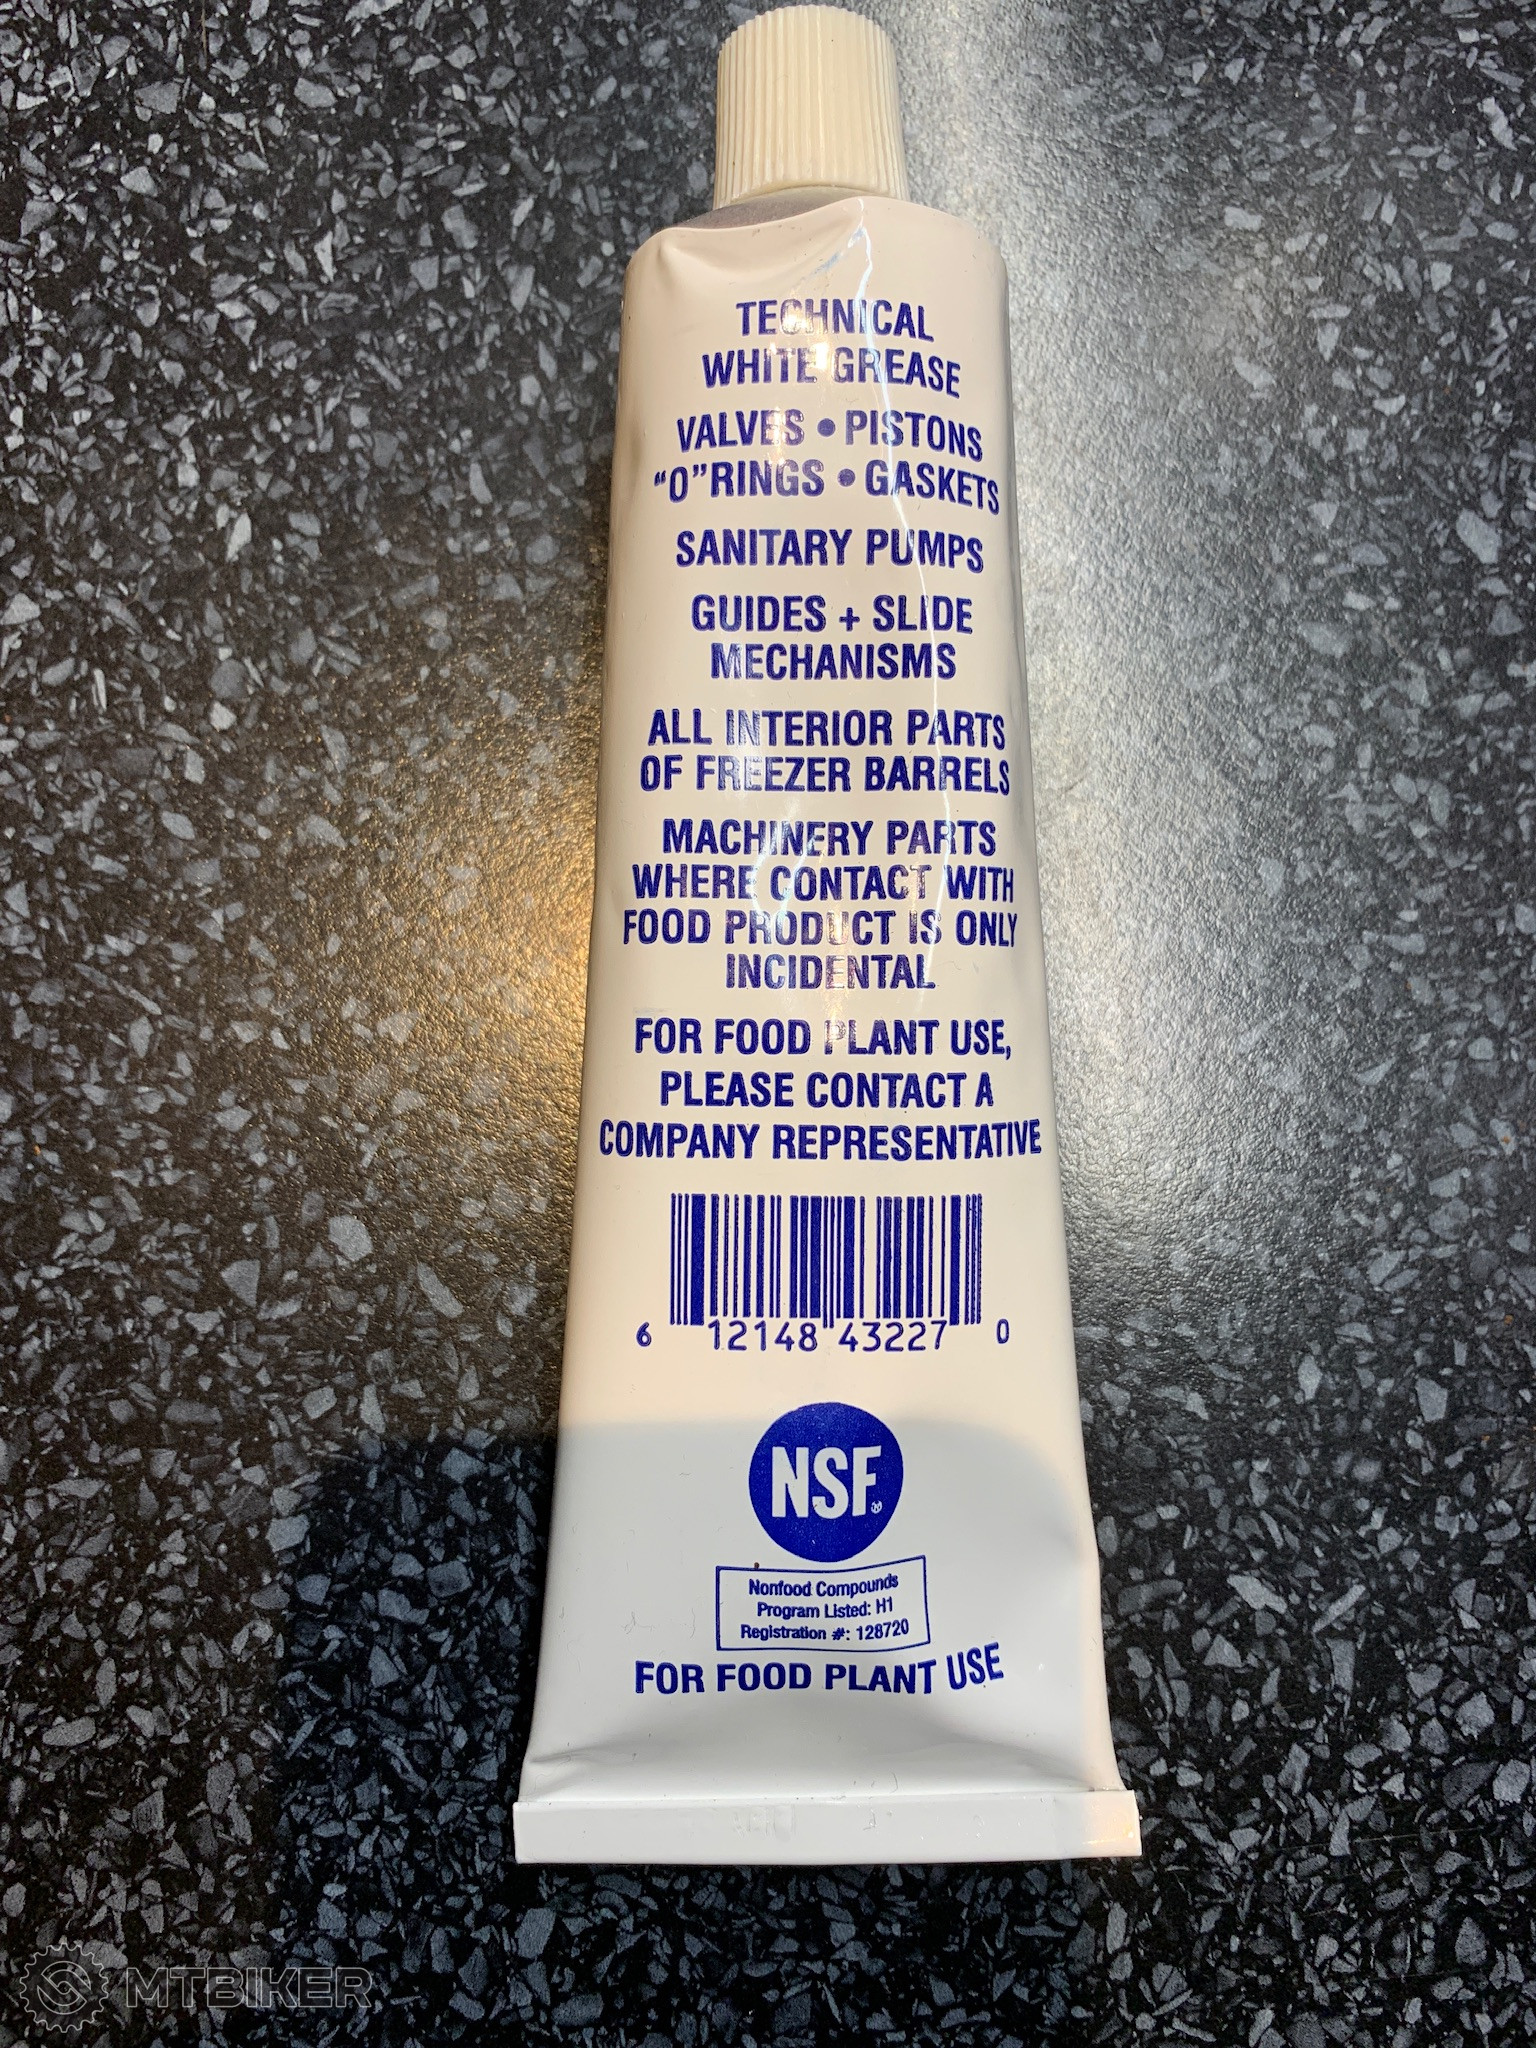 TECHNICAL
WHITE GREASE
VALVES • PISTONS
“O”RINGS • GASKETS
SANITARY PUMPS
GUIDES + SLIDE
MECHANISMS
ALL INTERIOR PARTS
OF FREEZER BARRELS
MACHINERY PARTS
WHERE CONTACT WITH
FOOD PRODUCT IS ONLY
INCIDENTAL
FOR FOOD PLANT USE,
PLEASE CONTACT A
COMPANY REPRESENTATIVE
6 12148 43227 0
NSF®
Nonfood Compounds
Program Listed: H1
Registration #: 128720
FOR FOOD PLANT USE
MTBIKER